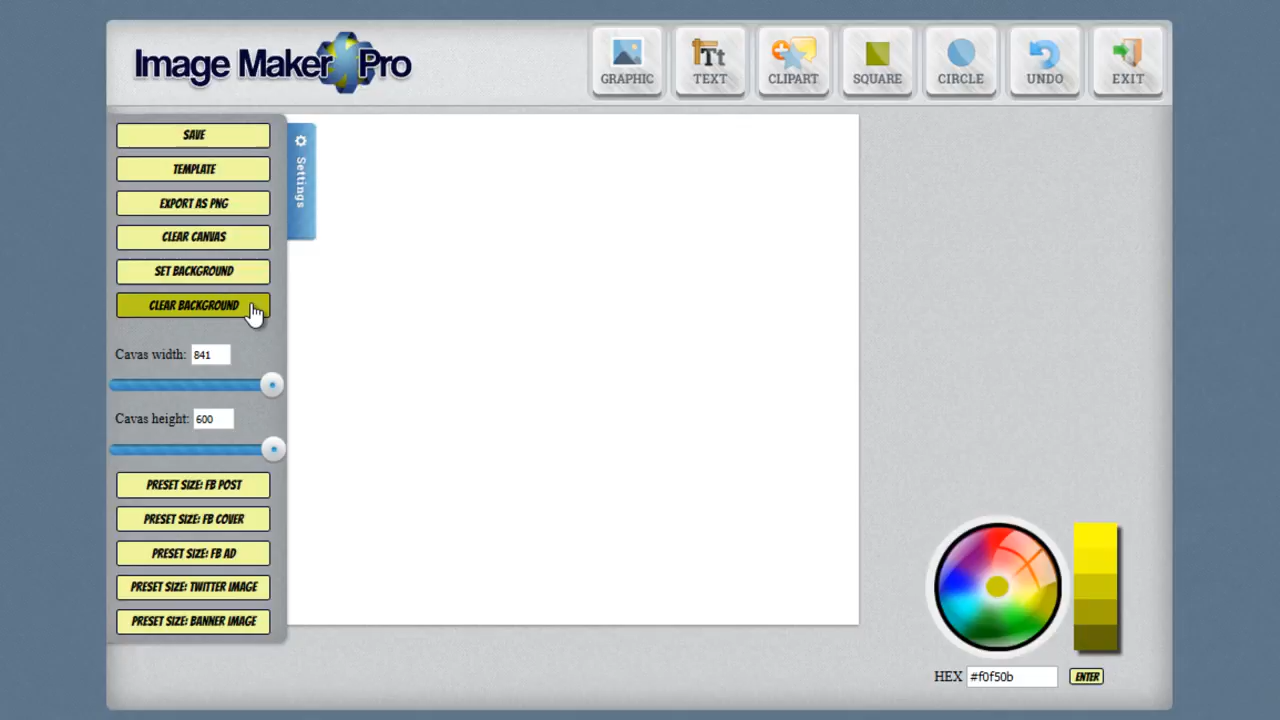 Image Maker Pro
GRAPHIC
TEXT
CLIPART
SQUARE
CIRCLE
UNDO
EXIT
SAVE
TEMPLATE
EXPORT AS PNG
CLEAR CANVAS
SET BACKGROUND
CLEAR BACKGROUND
Settings
Cavas width: 841
Cavas height: 600
PRESET SIZE: FB POST
PRESET SIZE: FB COVER
PRESET SIZE: FB AD
PRESET SIZE: TWITTER IMAGE
PRESET SIZE: BANNER IMAGE
HEX #f0f50b ENTER